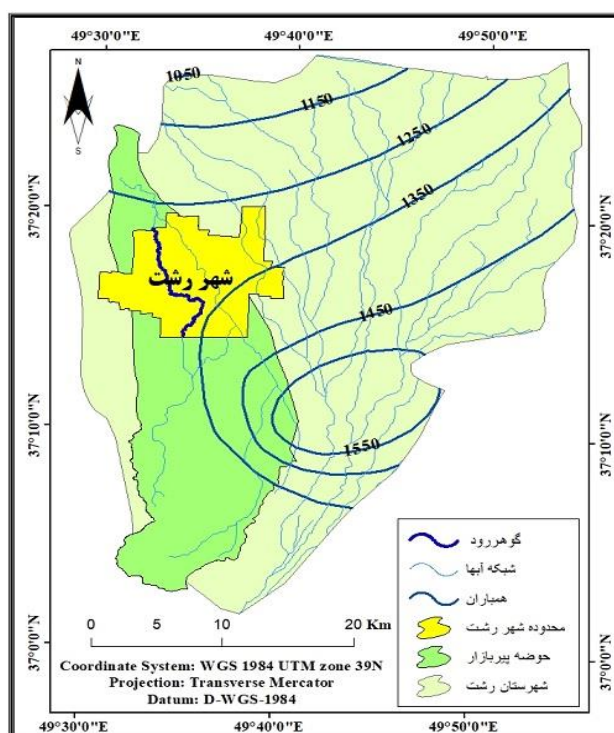 49°30'0"E 49°40'0"E 49°50'0"E
N
S
1050
1150
1250
37°20'0"N
37°20'0"N
1350
شهر رشت
1450
37°10'0"N
37°10'0"N
1550
گوهررود
شبکه آبها
همباران
محدوده شهر رشت
حوضه پیربازار
شهرستان رشت
37°0'0"N
37°0'0"N
0 5 10 20 Km
Coordinate System: WGS 1984 UTM zone 39N
Projection: Transverse Mercator
Datum: D-WGS-1984
49°30'0"E 49°40'0"E 49°50'0"E